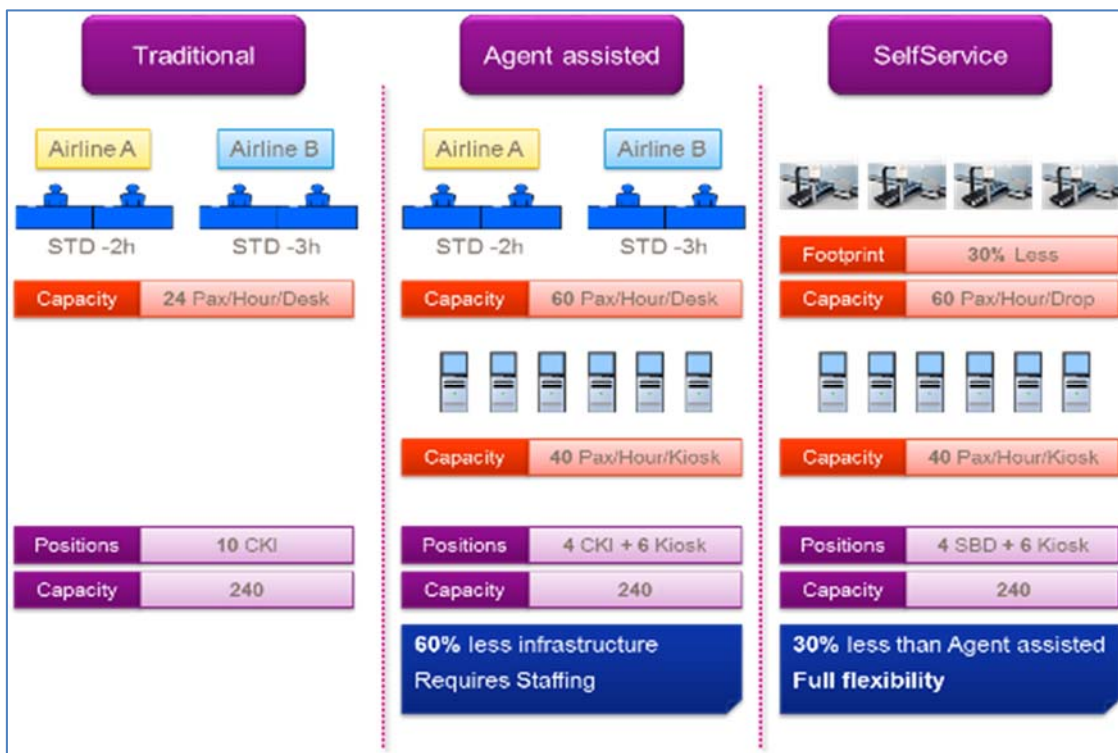 Traditional
Airline A
Airline B
STD -2h
STD -3h
Capacity 24 Pax/Hour/Desk
Positions 10 CKI
Capacity 240
Agent assisted
Airline A
Airline B
STD -2h
STD -3h
Capacity 60 Pax/Hour/Desk
Capacity 40 Pax/Hour/Kiosk
Positions 4 CKI + 6 Kiosk
Capacity 240
60% less infrastructure
Requires Staffing
SelfService
Footprint 30% Less
Capacity 60 Pax/Hour/Drop
Capacity 40 Pax/Hour/Kiosk
Positions 4 SBD + 6 Kiosk
Capacity 240
30% less than Agent assisted
Full flexibility